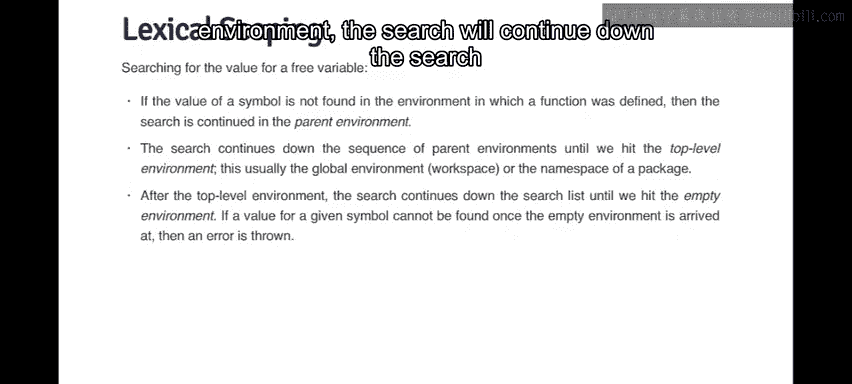 Lexical Scoping
environment, the search will continue down
the search
Searching for the value for a free variable:
· If the value of a symbol is not found in the environment in which a function was defined, then the
search is continued in the parent environment.
· The search continues down the sequence of parent environments until we hit the top-level
environment; this usually the global environment (workspace) or the namespace of a package.
· After the top-level environment, the search continues down the search list until we hit the empty
environment. If a value for a given symbol cannot be found once the empty environment is arrived
at, then an error is thrown.